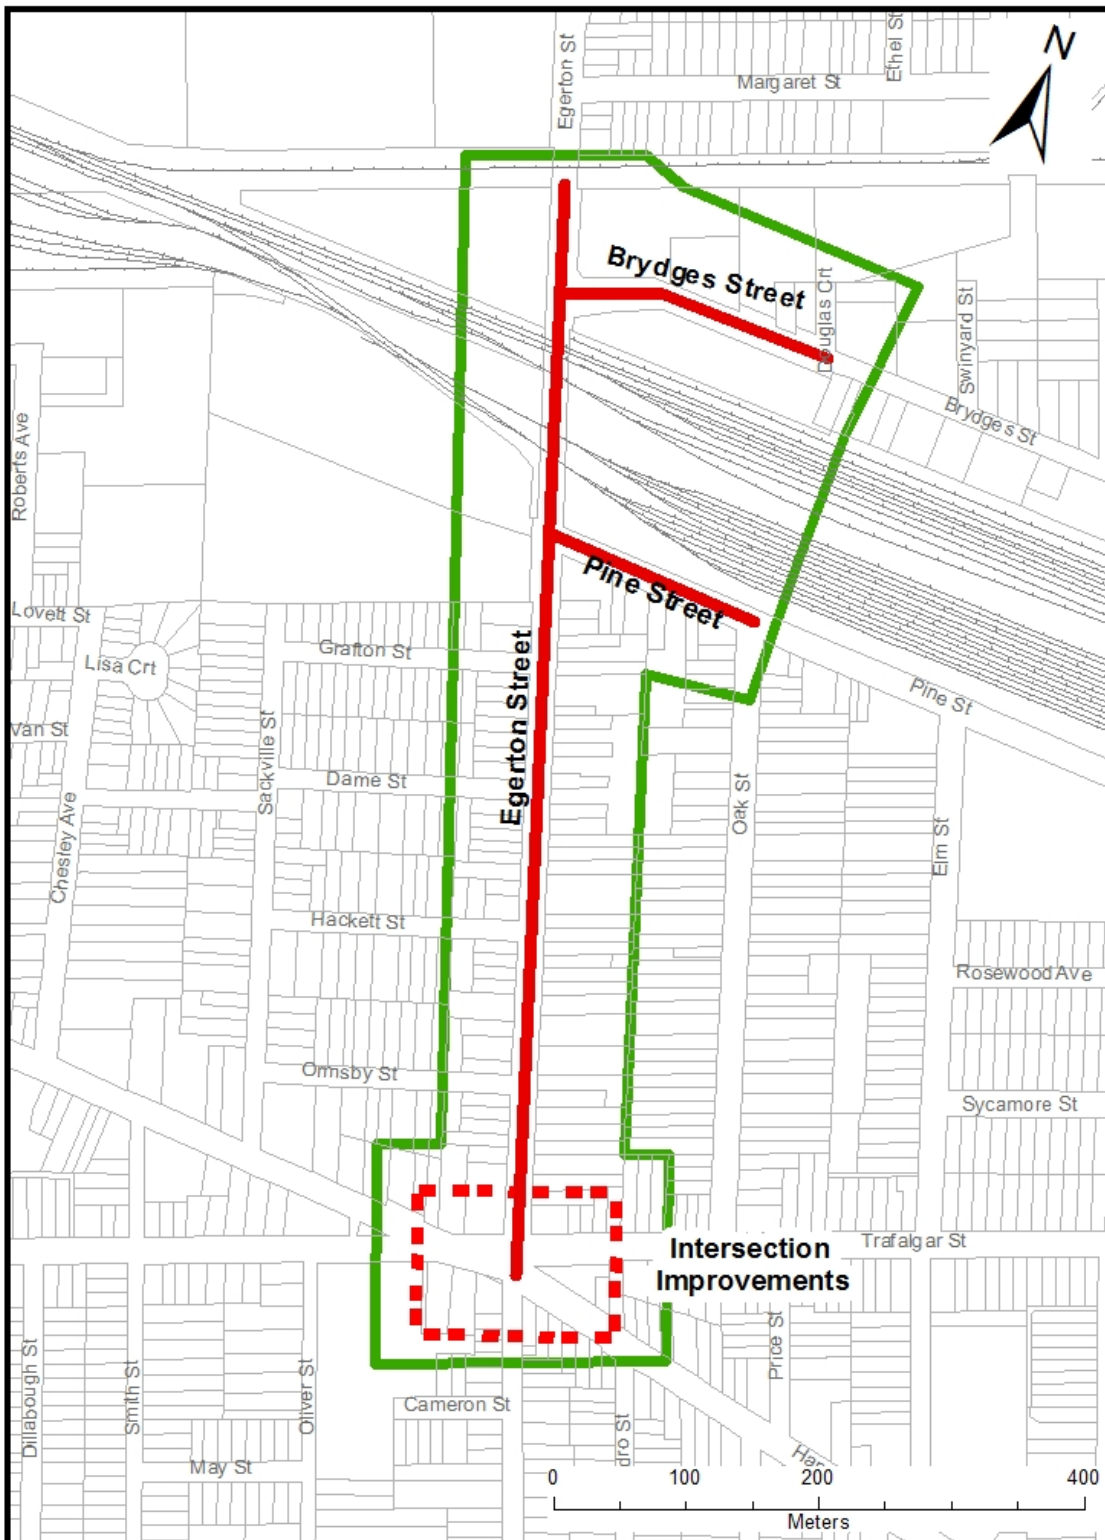 N
Egerton St
Ethel St
Margaret St
Brydges Street
Douglas Crt
Swinyard St
Brydges St
Roberts Ave
Pine Street
Lovett St
Grafton St
Lisa Crt
Egerton Street
Pine St
Van St
Sackville St
Dame St
Oak St
Chesley Ave
Elm St
Hackett St
Rosewood Ave
Ormsby St
Sycamore St
Intersection
Improvements
Trafalgar St
Dillabough St
Smith St
Oliver St
Price St
Cameron St
dro St
May St
Har
0 100 200 400
Meters